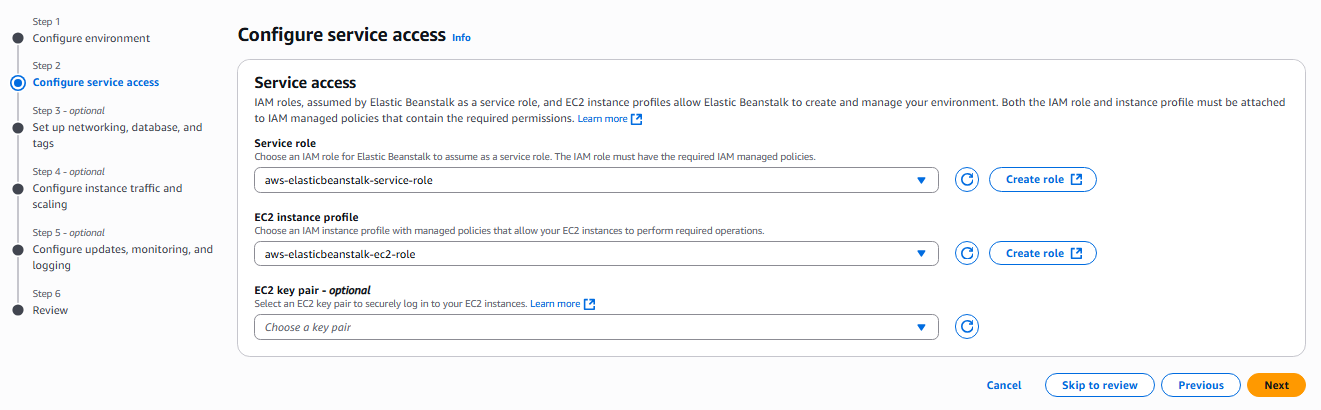 Step 1
Configure environment
Step 2
Configure service access
Step 3 - optional
Set up networking, database, and
tags
Step 4 - optional
Configure instance traffic and
scaling
Step 5 - optional
Configure updates, monitoring, and
logging
Step 6
Review
Configure service access Info
Service access
IAM roles, assumed by Elastic Beanstalk as a service role, and EC2 instance profiles allow Elastic Beanstalk to create and manage your environment. Both the IAM role and instance profile must be attached
to IAM managed policies that contain the required permissions. Learn more
Service role
Choose an IAM role for Elastic Beanstalk to assume as a service role. The IAM role must have the required IAM managed policies.
aws-elasticbeanstalk-service-role
Create role
EC2 instance profile
Choose an IAM instance profile with managed policies that allow your EC2 instances to perform required operations.
aws-elasticbeanstalk-ec2-role
Create role
EC2 key pair - optional
Select an EC2 key pair to securely log in to your EC2 instances. Learn more
Choose a key pair
Cancel Skip to review Previous Next